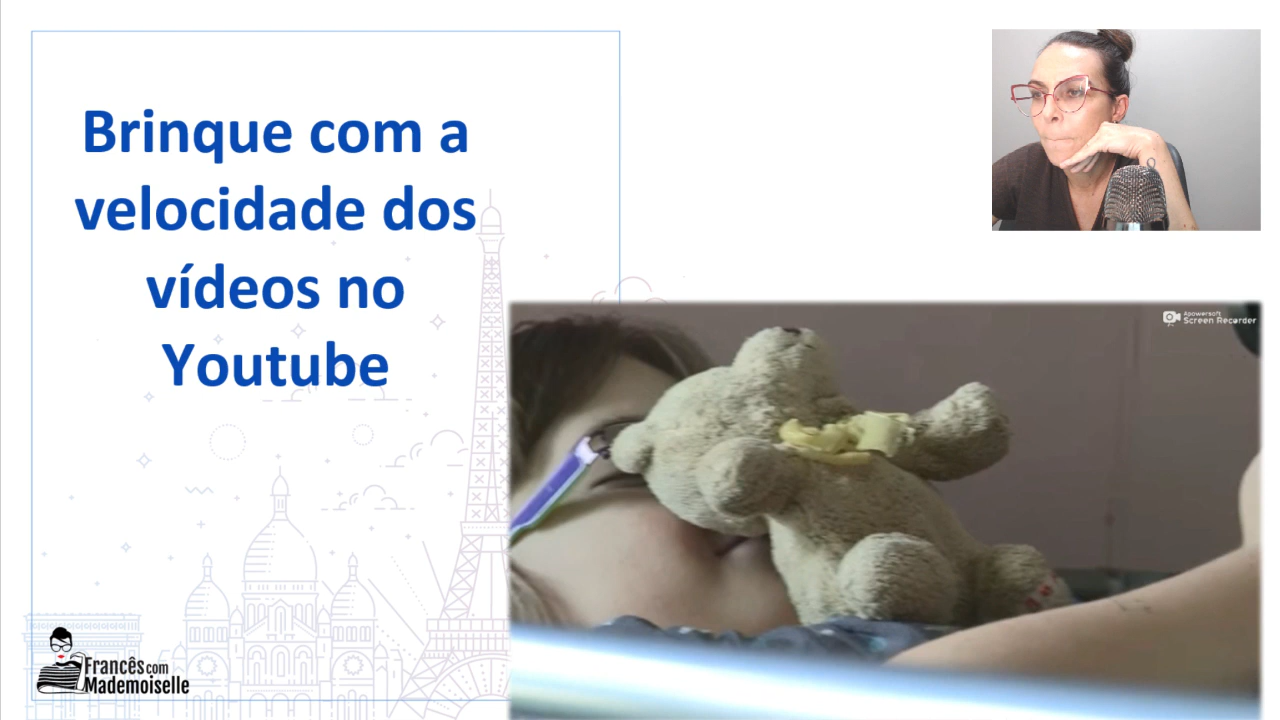 Brinque com a
velocidade dos
vídeos no
Youtube
Apowersoft
Screen Recorder
Francês com
Mademoiselle